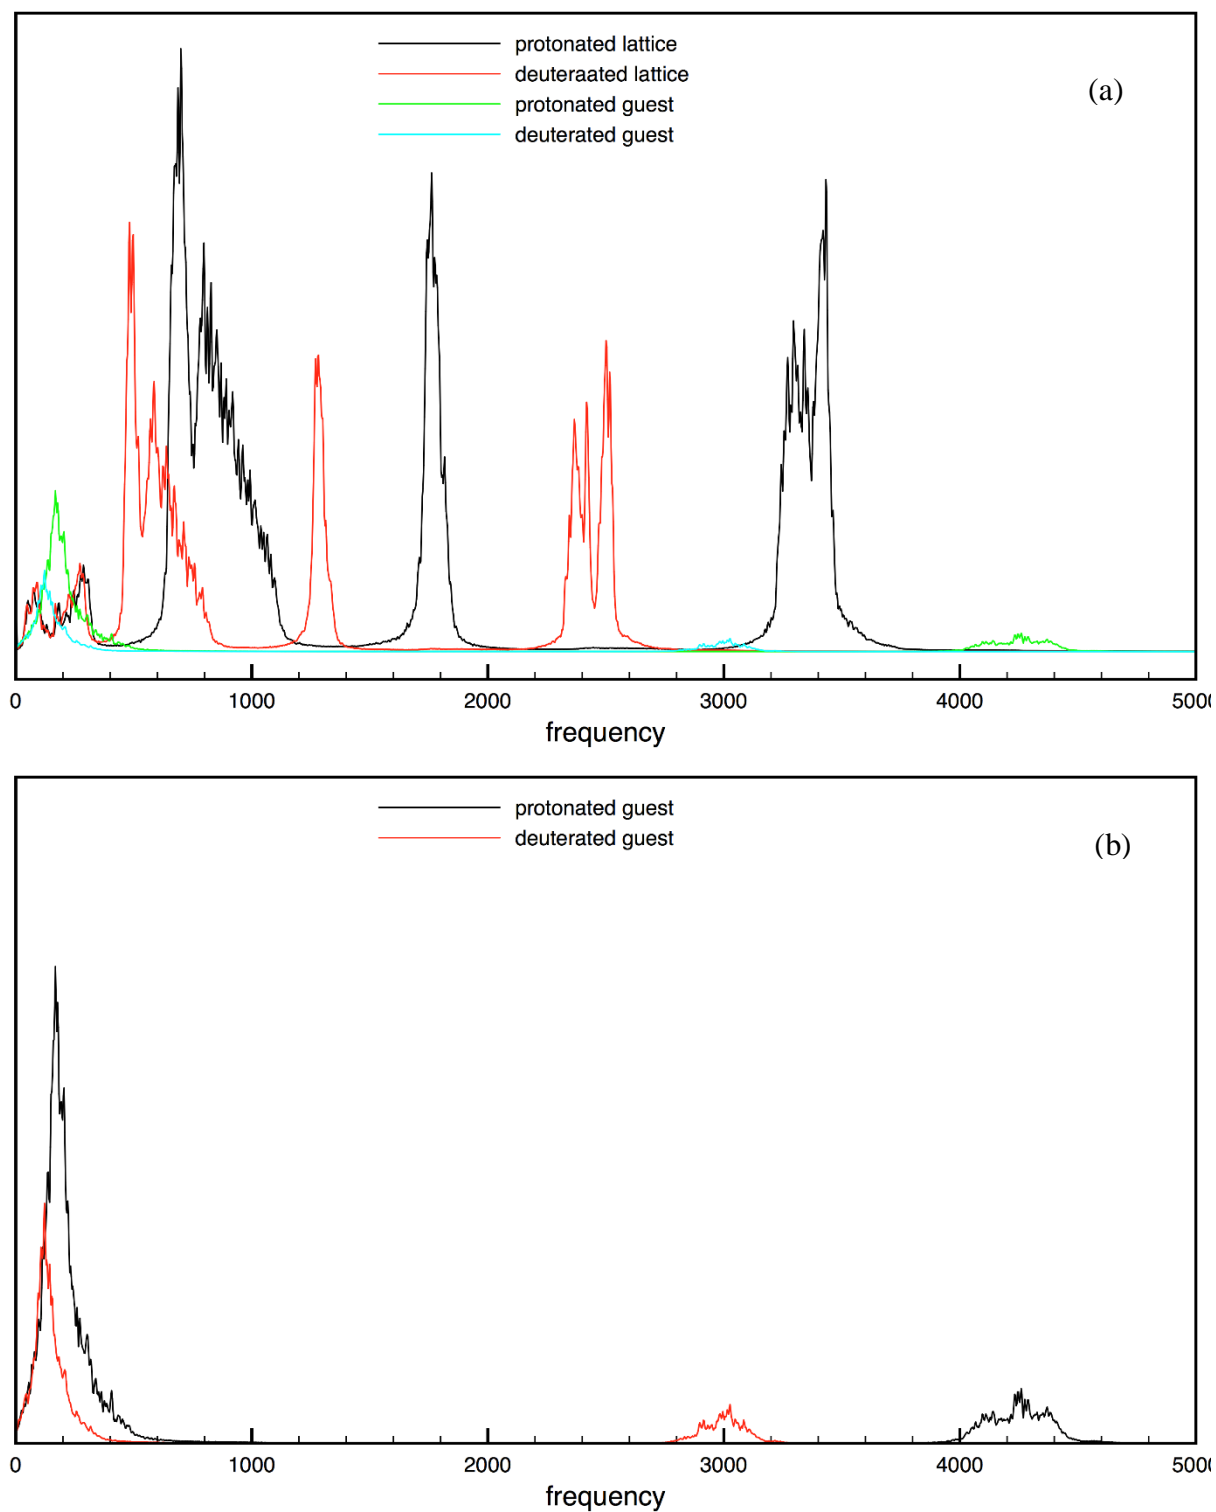 protonated lattice
deuteraated lattice
protonated guest
deuterated guest
(a)
0 1000 2000 3000 4000 5000
frequency
protonated guest
deuterated guest
(b)
0 1000 2000 3000 4000 5000
frequency